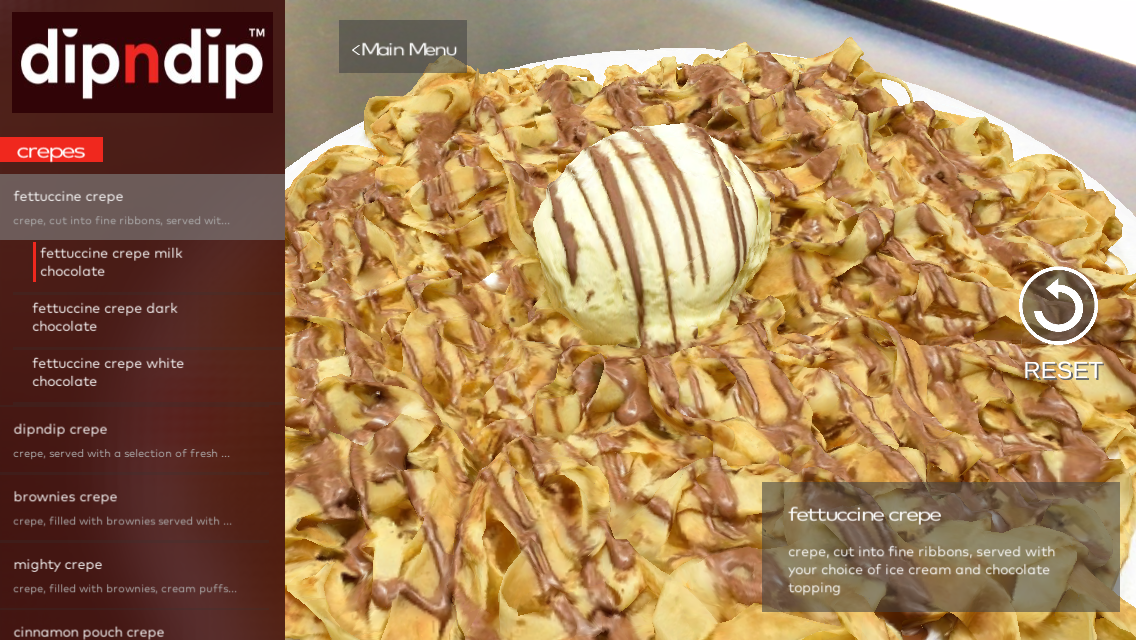 dipndip™
<Main Menu
crepes
fettuccine crepe
crepe, cut into fine ribbons, served wit...
fettuccine crepe milk
chocolate
fettuccine crepe dark
chocolate
fettuccine crepe white
chocolate
dipndip crepe
crepe, served with a selection of fresh ...
brownies crepe
crepe, filled with brownies served with ...
mighty crepe
crepe, filled with brownies, cream puffs...
cinnamon pouch crepe
RESET
fettuccine crepe
crepe, cut into fine ribbons, served with
your choice of ice cream and chocolate
topping